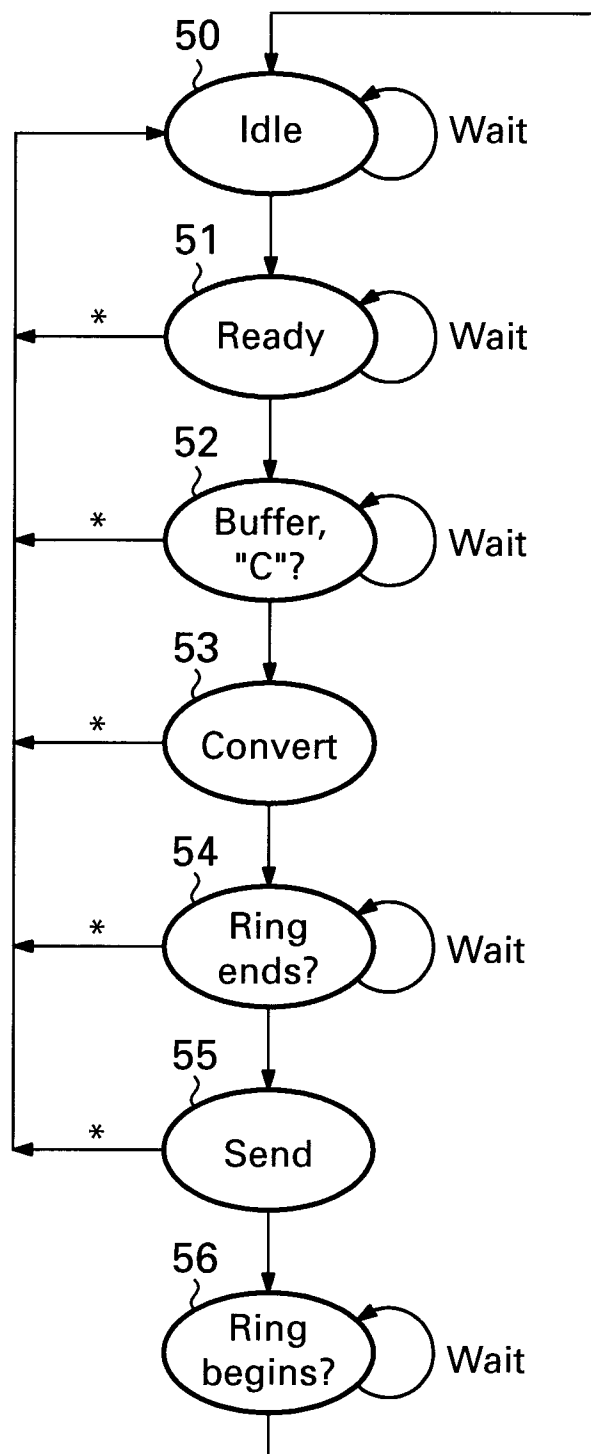 50
Idle
Wait
51
*
Ready
Wait
52
*
Buffer,
"C"?
Wait
53
*
Convert
54
*
Ring
ends?
Wait
55
*
Send
56
Ring
begins?
Wait